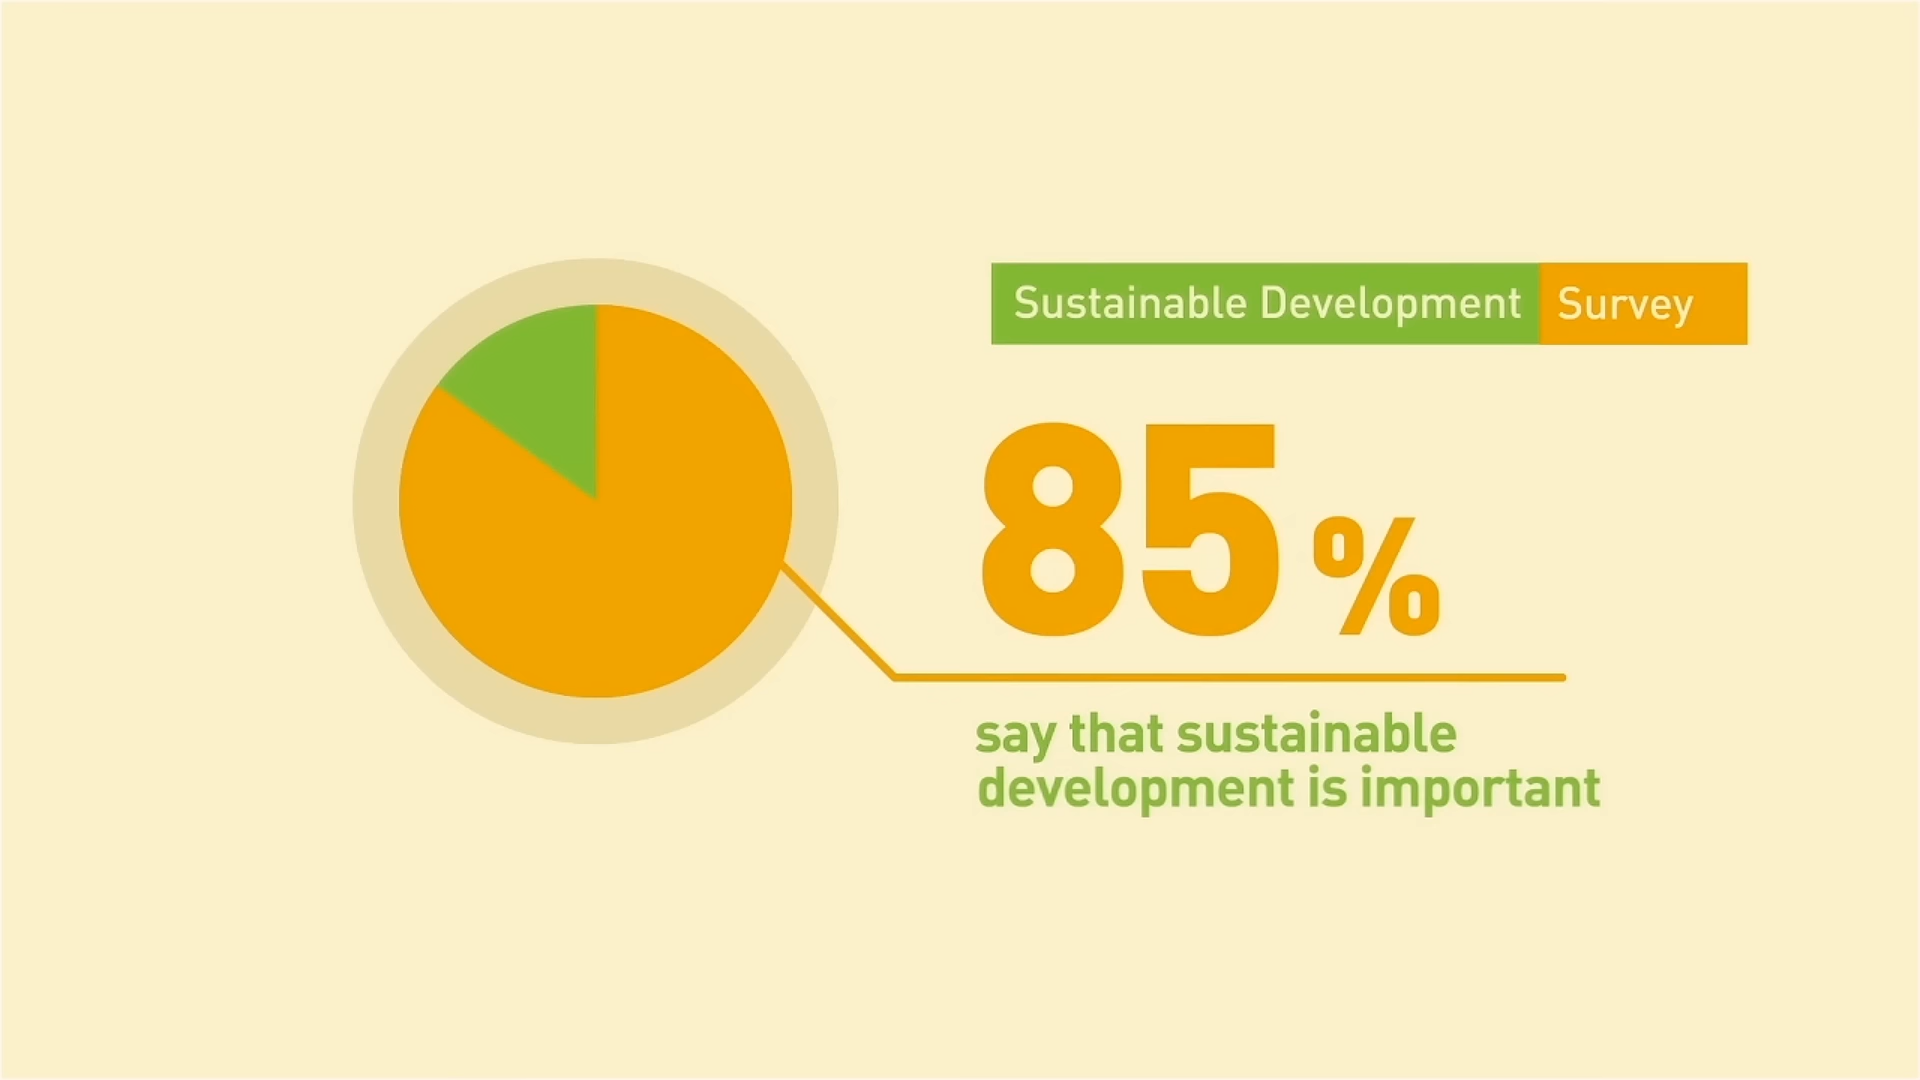 Sustainable Development Survey
85%
say that sustainable
development is important